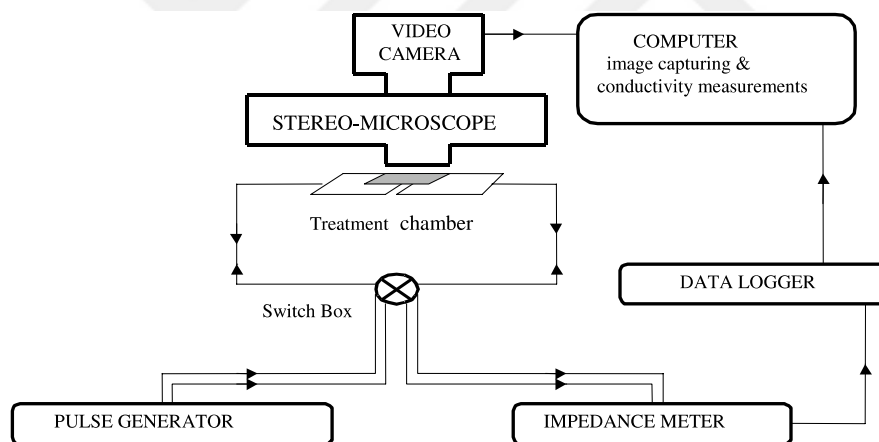 VIDEO
CAMERA
COMPUTER
image capturing &
conductivity measurements
STEREO-MICROSCOPE
Treatment chamber
DATA LOGGER
Switch Box
PULSE GENERATOR
IMPEDANCE METER